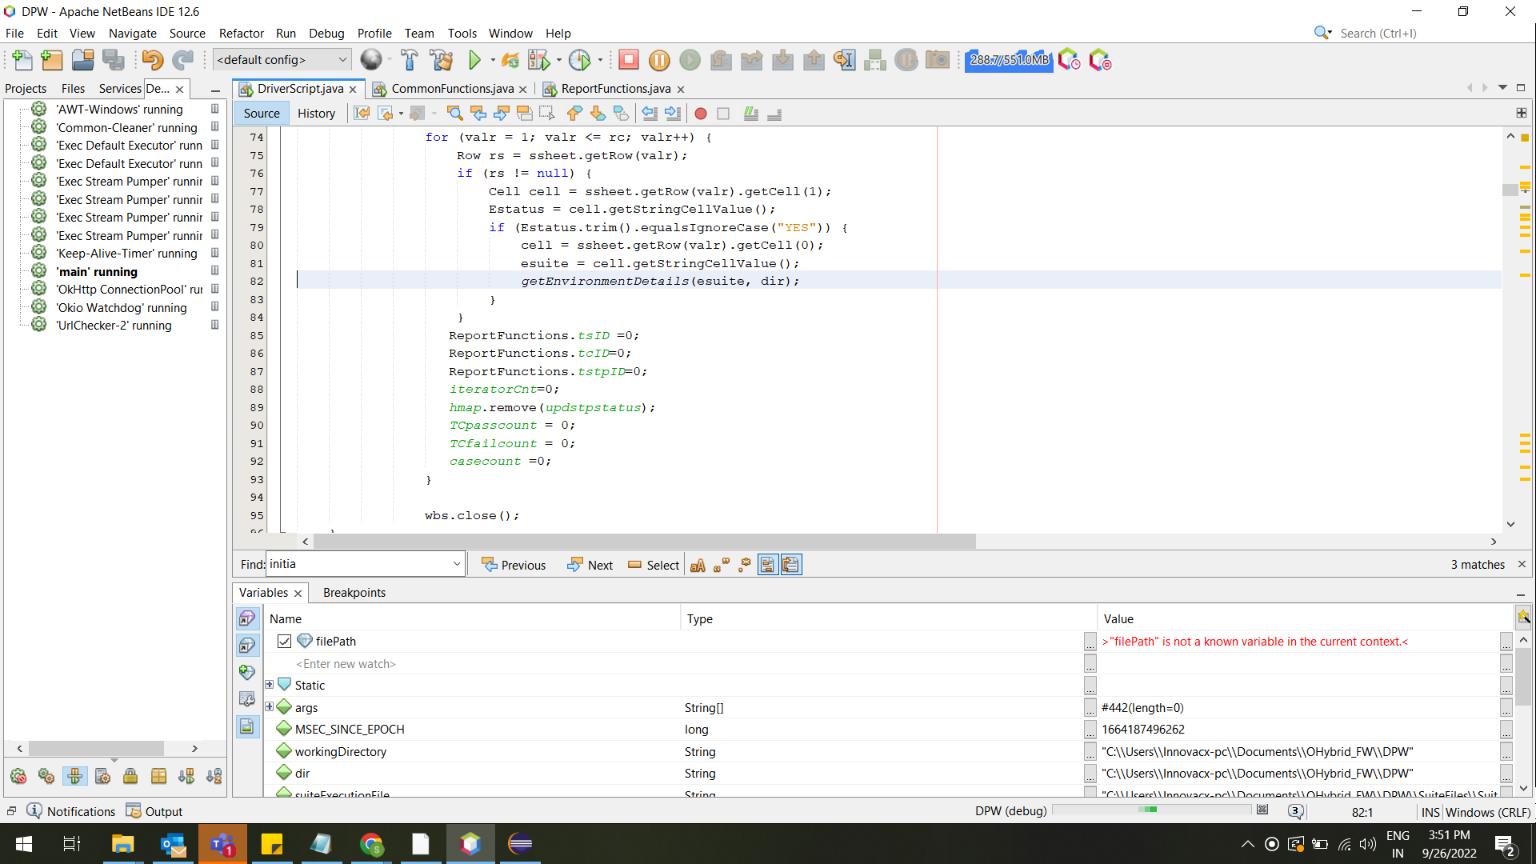 DPW - Apache NetBeans IDE 12.6
File Edit View Navigate Source Refactor Run Debug Profile Team Tools Window Help
Search (Ctrl+I)
<default config>
288.7/551.0MB
Projects Files Services De...
DriverScript.java CommonFunctions.java ReportFunctions.java
Source History
'AWT-Windows' running
'Common-Cleaner' running
'Exec Default Executor' runn
'Exec Default Executor' runn
'Exec Stream Pumper' runnir
'Exec Stream Pumper' runnir
'Exec Stream Pumper' runnir
'Exec Stream Pumper' runnir
'Keep-Alive-Timer' running
'main' running
'OkHttp ConnectionPool' rur
'Okio Watchdog' running
'UrlChecker-2' running
74 for (valr = 1; valr <= rc; valr++) {
75 Row rs = ssheet.getRow(valr);
76 if (rs != null) {
77 Cell cell = ssheet.getRow(valr).getCell(1);
78 Estatus = cell.getStringCellValue();
79 if (Estatus.trim().equalsIgnoreCase("YES")) {
80 cell = ssheet.getRow(valr).getCell(0);
81 esuite = cell.getStringCellValue();
82 getEnvironmentDetails(esuite, dir);
83 }
84 }
85 ReportFunctions.tsID =0;
86 ReportFunctions.tcID=0;
87 ReportFunctions.tstpID=0;
88 iteratorCnt=0;
89 hmap.remove(updstpstatus);
90 TCpasscount = 0;
91 TCfailcount = 0;
92 casecount =0;
93 }
94
95 wbs.close();
96 }
Find: initia Previous Next Select 3 matches
Variables Breakpoints
Name Type Value
filePath >"filePath" is not a known variable in the current context.<
<Enter new watch>
Static
args String[] #442(length=0)
MSEC_SINCE_EPOCH long 1664187496262
workingDirectory String "C:\\Users\\Innovacx-pc\\Documents\\OHybrid_FW\\DPW"
dir String "C:\\Users\\Innovacx-pc\\Documents\\OHybrid_FW\\DPW"
suiteExecutionFile String "C:\\Users\\Innovacx-pc\\Documents\\OHybrid_FW\\DPW\\SuiteFiles\\Suit
Notifications Output DPW (debug) 3 82:1 INS Windows (CRLF)
1
ENG
IN
3:51 PM
9/26/2022
2